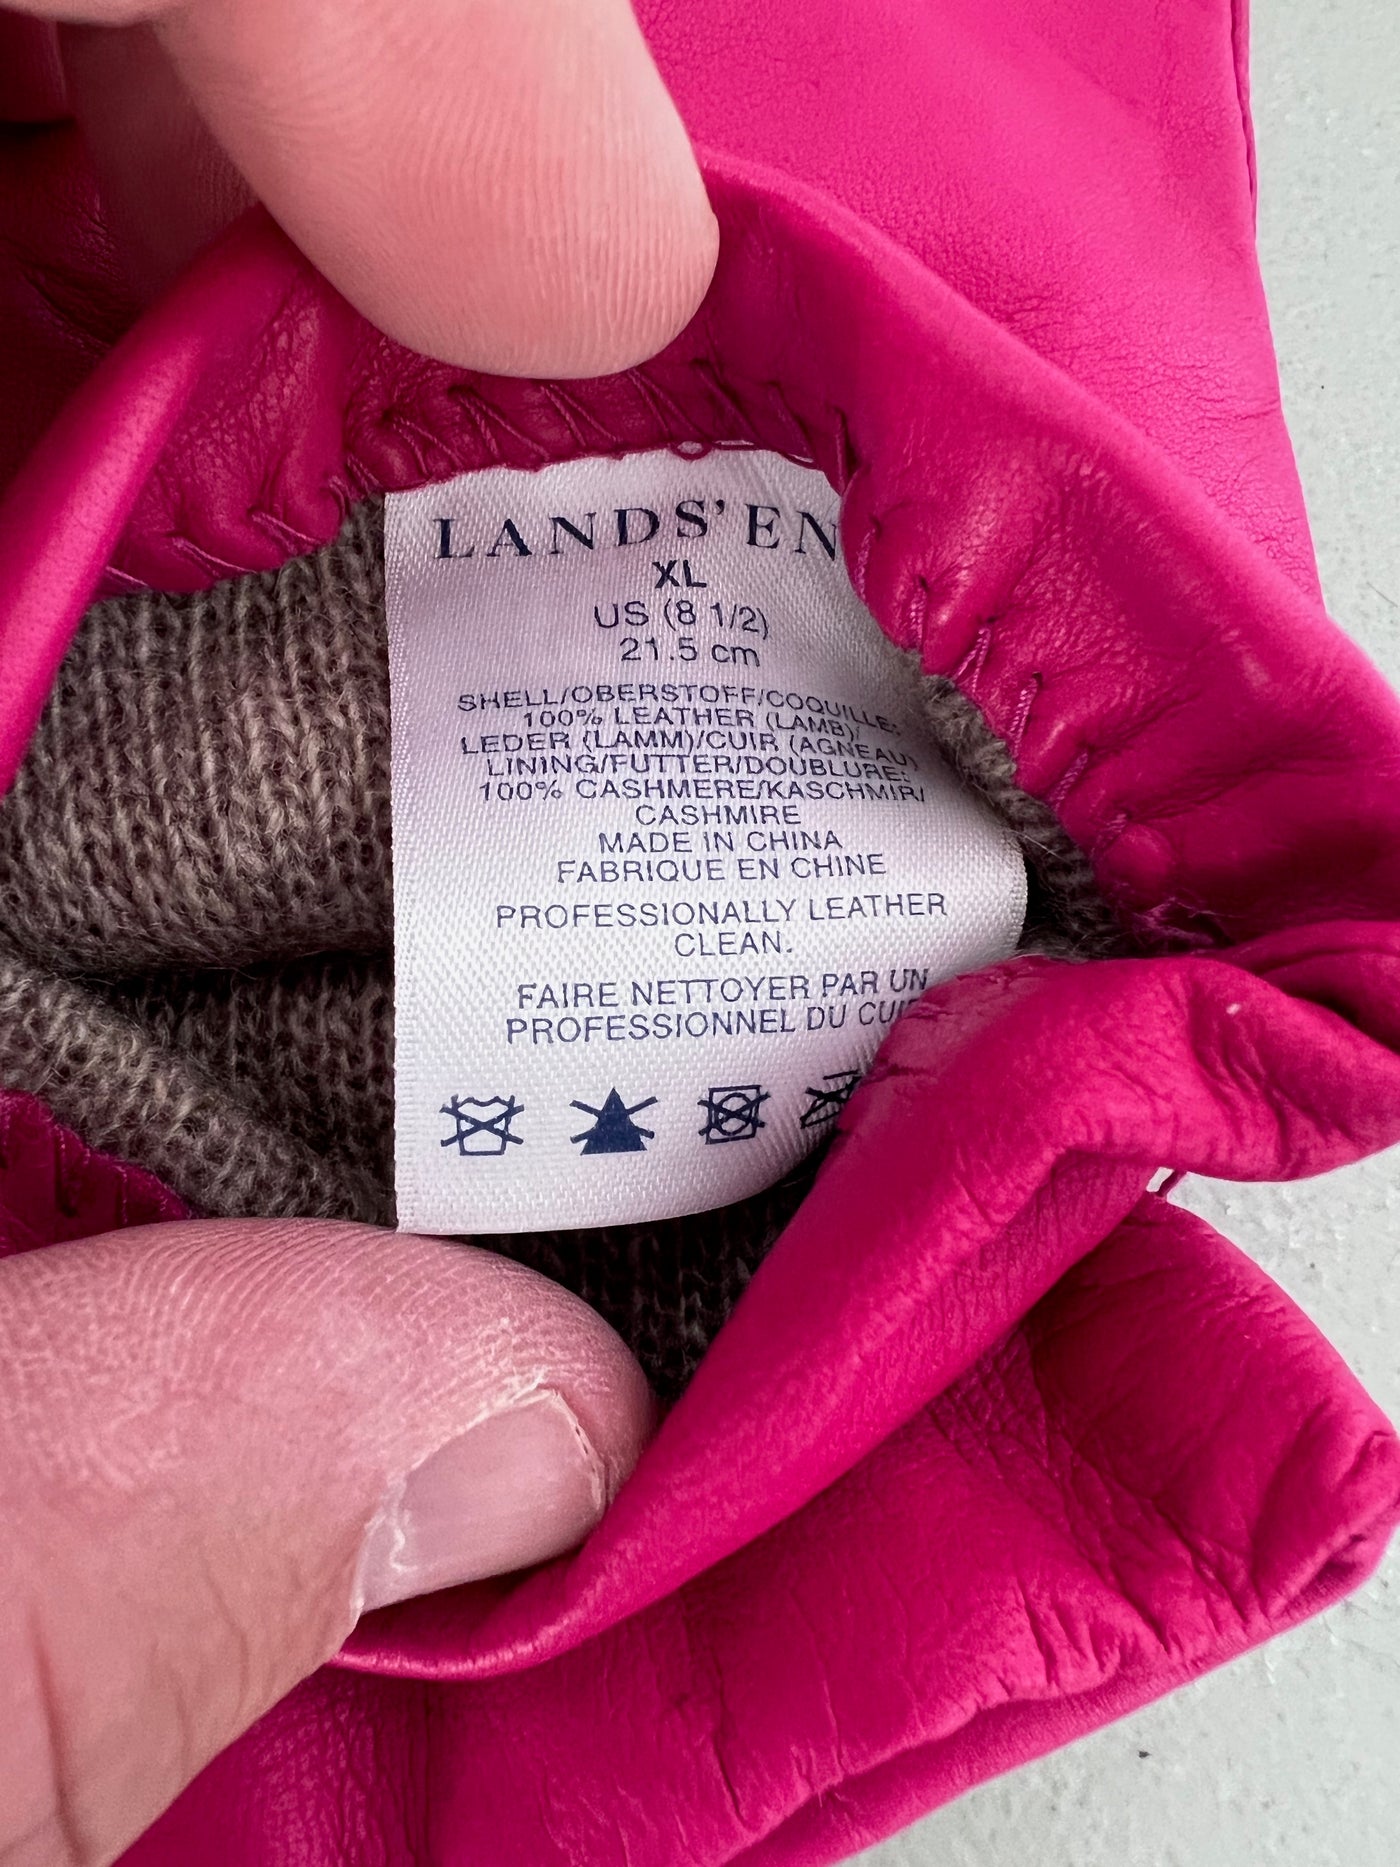 LANDS' EN
XL
US (8 1/2)
21.5 cm
SHELL/OBERSTOFF/COQUILLE:
100% LEATHER (LAMB)/
LEDER (LAMM)/CUIR (AGNEAU)
LINING/FUTTER/DOUBLURE:
100% CASHMERE/KASCHMIR/
CASHMIRE
MADE IN CHINA
FABRIQUE EN CHINE
PROFESSIONALLY LEATHER
CLEAN.
FAIRE NETTOYER PAR UN
PROFESSIONNEL DU